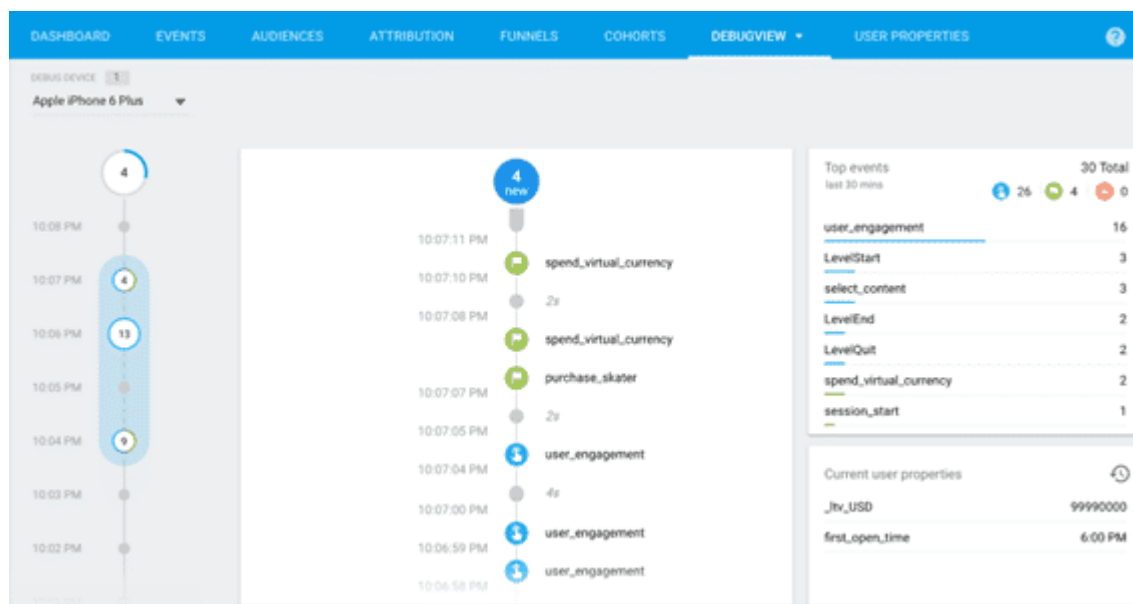 DASHBOARD EVENTS AUDIENCES ATTRIBUTION FUNNELS COHORTS DEBUGVIEW USER PROPERTIES ?
DEBUG DEVICE 1
Apple iPhone 6 Plus
4
10:08 PM
10:07 PM 4
10:06 PM 13
10:05 PM
10:04 PM 9
10:03 PM
10:02 PM
4
new
10:07:11 PM
spend_virtual_currency
10:07:10 PM
2s
10:07:08 PM
spend_virtual_currency
purchase_skater
10:07:07 PM
2s
10:07:05 PM
user_engagement
10:07:04 PM
4s
10:07:00 PM
user_engagement
10:06:59 PM
user_engagement
10:06:58 PM
Top events 30 Total
last 30 mins 26 4 0
user_engagement 16
LevelStart 3
select_content 3
LevelEnd 2
LevelQuit 2
spend_virtual_currency 2
session_start 1
Current user properties
_ltv_USD 99990000
first_open_time 6:00 PM